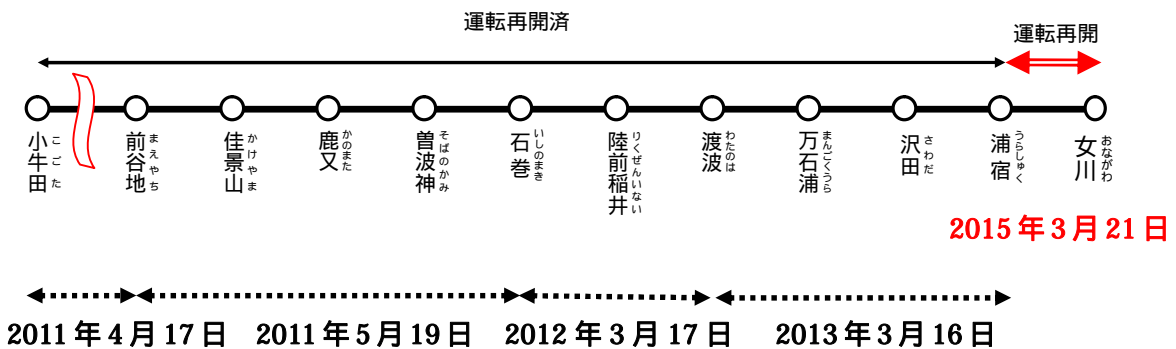 運転再開済
運転再開
小牛田
こごた
前谷地
まえやち
佳景山
かけやま
鹿又
かのまた
曽波神
そばのかみ
石巻
いしのまき
陸前稲井
りくぜんいない
渡波
わたのは
万石浦
まんごくうら
沢田
さわだ
浦宿
うらしゅく
女川
おながわ
2015年3月21日
2011年4月17日
2011年5月19日
2012年3月17日
2013年3月16日